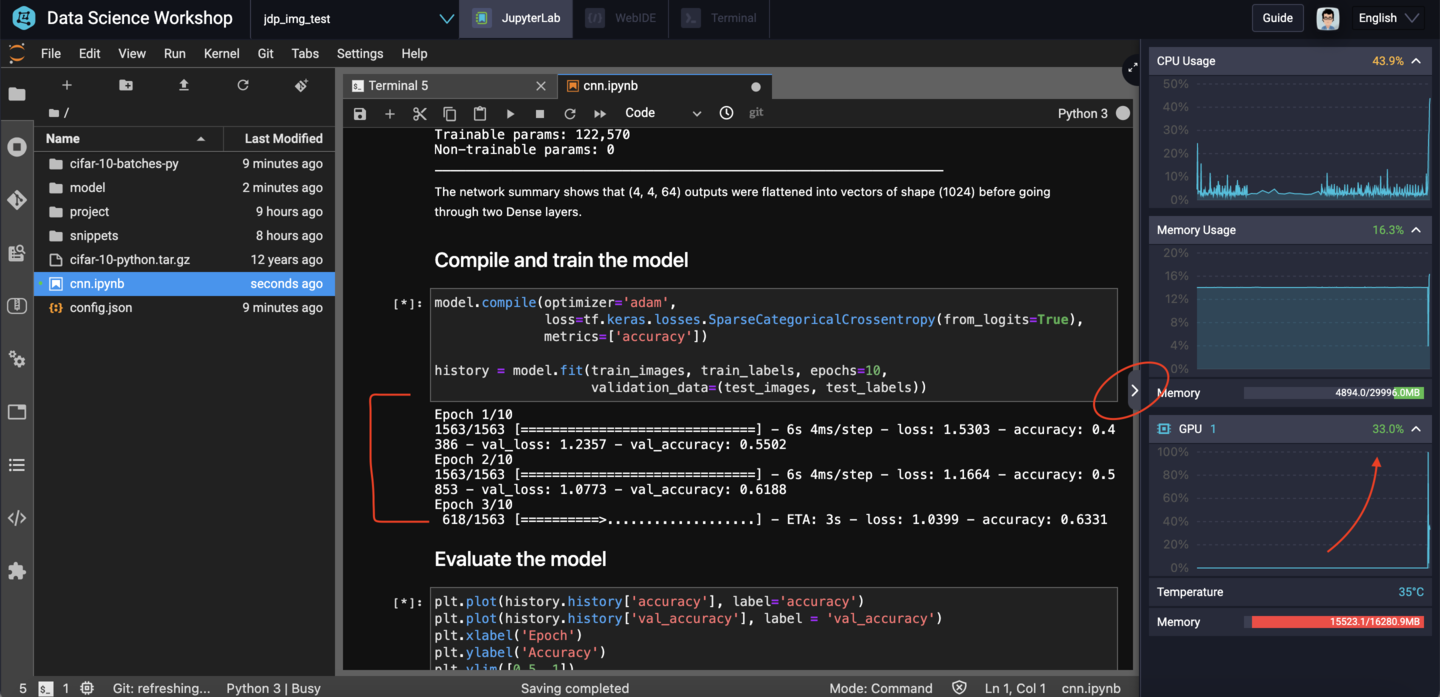 Data Science Workshop
jdp_img_test
JupyterLab
WebIDE
Terminal
Guide
English
File Edit View Run Kernel Git Tabs Settings Help
/
Name Last Modified
cifar-10-batches-py 9 minutes ago
model 2 minutes ago
project 9 hours ago
snippets 8 hours ago
cifar-10-python.tar.gz 12 years ago
cnn.ipynb seconds ago
config.json 9 minutes ago
Terminal 5
cnn.ipynb
Code
git
Python 3
Trainable params: 122,570
Non-trainable params: 0
The network summary shows that (4, 4, 64) outputs were flattened into vectors of shape (1024) before going
through two Dense layers.
Compile and train the model
[*]:
model.compile(optimizer='adam',
loss=tf.keras.losses.SparseCategoricalCrossentropy(from_logits=True),
metrics=['accuracy'])
history = model.fit(train_images, train_labels, epochs=10,
validation_data=(test_images, test_labels))
Epoch 1/10
1563/1563 [==============================] - 6s 4ms/step - loss: 1.5303 - accuracy: 0.4
386 - val_loss: 1.2357 - val_accuracy: 0.5502
Epoch 2/10
1563/1563 [==============================] - 6s 4ms/step - loss: 1.1664 - accuracy: 0.5
853 - val_loss: 1.0773 - val_accuracy: 0.6188
Epoch 3/10
618/1563 [==========>...................] - ETA: 3s - loss: 1.0399 - accuracy: 0.6331
Evaluate the model
[*]:
plt.plot(history.history['accuracy'], label='accuracy')
plt.plot(history.history['val_accuracy'], label = 'val_accuracy')
plt.xlabel('Epoch')
plt.ylabel('Accuracy')
plt.ylim([0.5, 1])
CPU Usage 43.9%
50%
40%
30%
20%
10%
0%
Memory Usage 16.3%
20%
16%
12%
8%
4%
0%
Memory 4894.0/29996.0MB
GPU 1 33.0%
100%
80%
60%
40%
20%
0%
Temperature 35°C
Memory 15523.1/16280.9MB
5 $_ 1 Git: refreshing... Python 3 | Busy Saving completed Mode: Command Ln 1, Col 1 cnn.ipynb